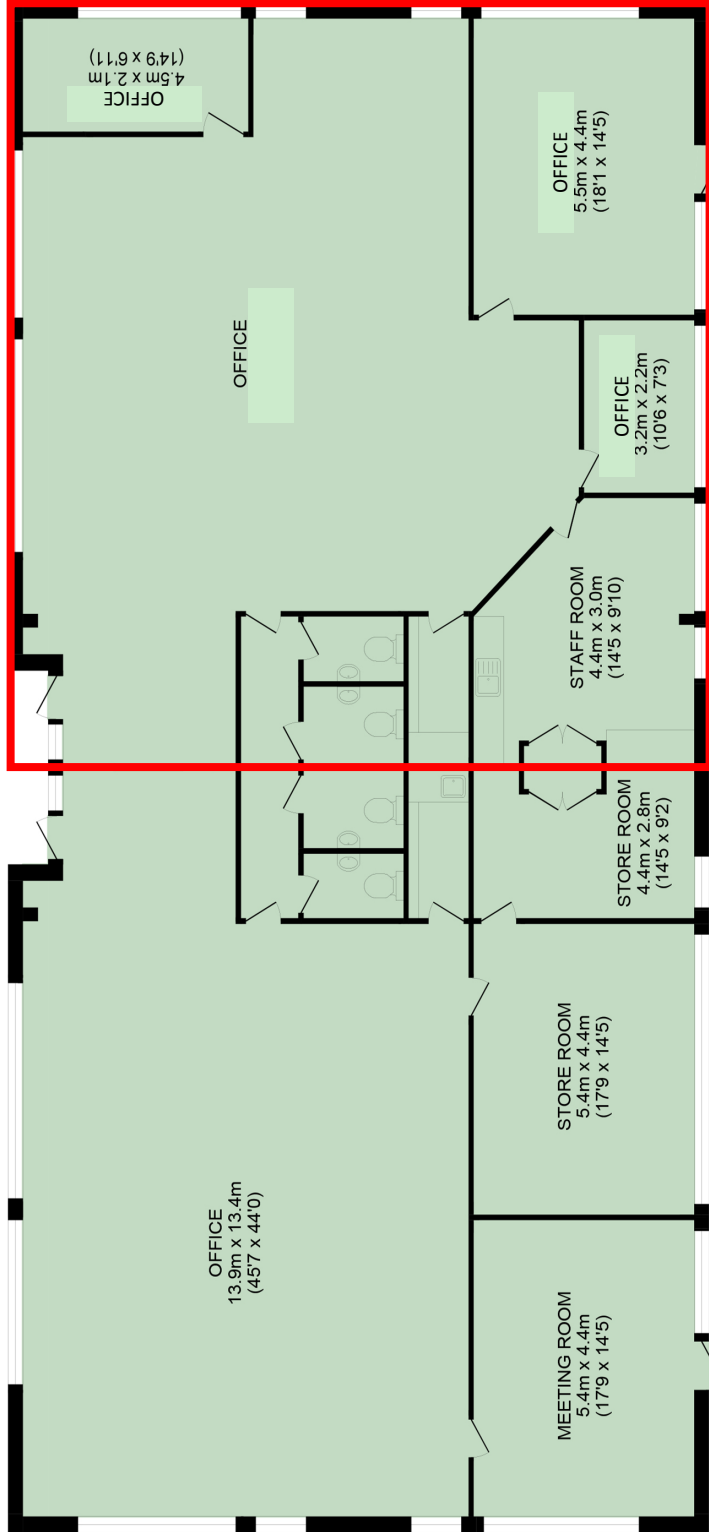 OFFICE
4.5m x 2.1m
(14'9 x 6'11)
OFFICE
5.5m x 4.4m
(18'1 x 14'5)
OFFICE
OFFICE
3.2m x 2.2m
(10'6 x 7'3)
STAFF ROOM
4.4m x 3.0m
(14'5 x 9'10)
STORE ROOM
4.4m x 2.8m
(14'5 x 9'2)
STORE ROOM
5.4m x 4.4m
(17'9 x 14'5)
OFFICE
13.9m x 13.4m
(45'7 x 44'0)
MEETING ROOM
5.4m x 4.4m
(17'9 x 14'5)